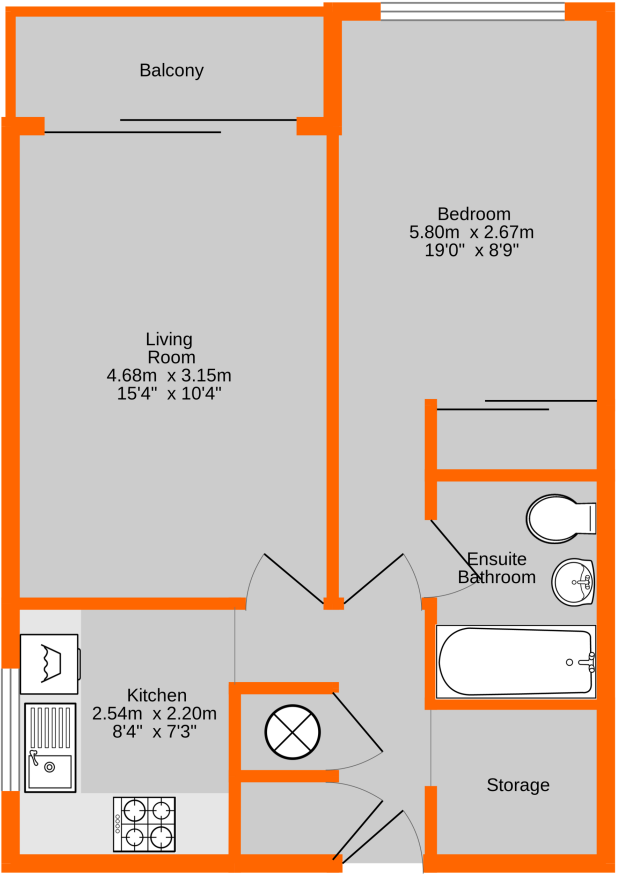 Balcony
Bedroom
5.80m x 2.67m
19'0" x 8'9"
Living
Room
4.68m x 3.15m
15'4" x 10'4"
Ensuite
Bathroom
Kitchen
2.54m x 2.20m
8'4" x 7'3"
Storage